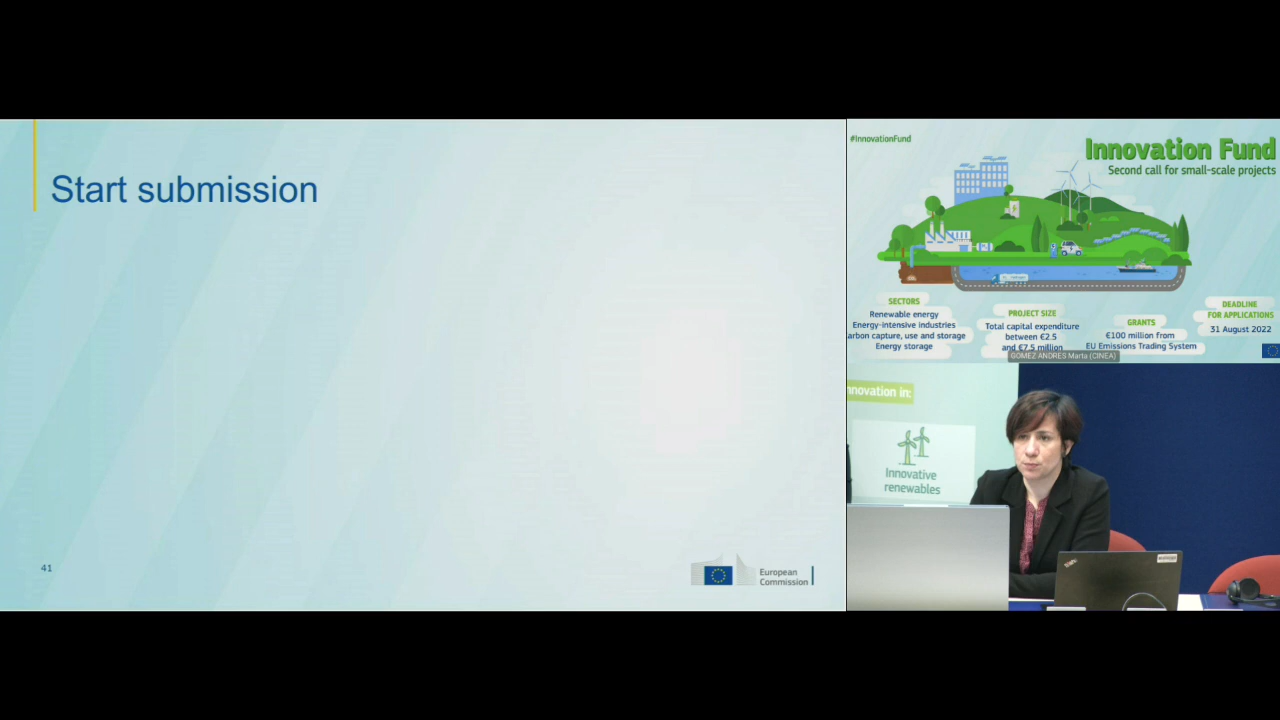 Start submission
41
European
Commission
#InnovationFund
Innovation Fund
Second call for small-scale projects
SECTORS
Renewable energy
Energy-intensive industries
arbon capture, use and storage
Energy storage
PROJECT SIZE
Total capital expenditure
between €2.5
and €7.5 million
GRANTS
€100 million from
EU Emissions Trading System
DEADLINE
FOR APPLICATIONS
31 August 2022
GOMEZ ANDRES Marta (CINEA)
nnovation in:
Innovative
renewables